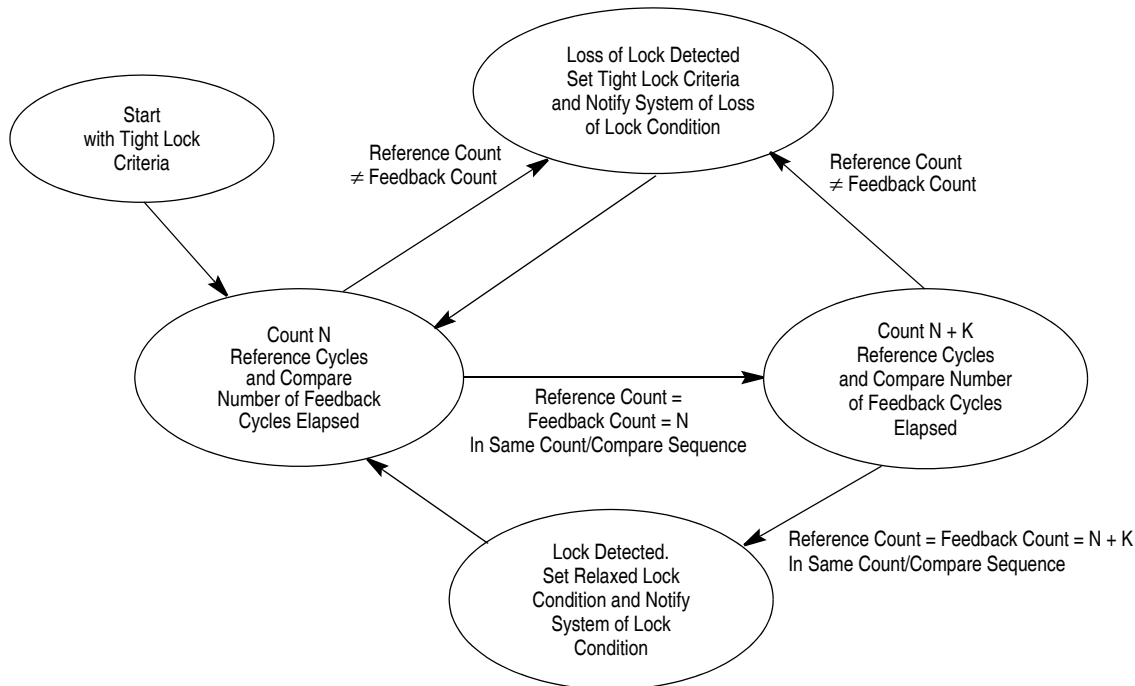 Start
with Tight Lock
Criteria
Loss of Lock Detected
Set Tight Lock Criteria
and Notify System of Loss
of Lock Condition
Reference Count
≠ Feedback Count
Reference Count
≠ Feedback Count
Count N
Reference Cycles
and Compare
Number of Feedback
Cycles Elapsed
Reference Count =
Feedback Count = N
In Same Count/Compare Sequence
Count N + K
Reference Cycles
and Compare Number
of Feedback Cycles
Elapsed
Lock Detected.
Set Relaxed Lock
Condition and Notify
System of Lock
Condition
Reference Count = Feedback Count = N + K
In Same Count/Compare Sequence